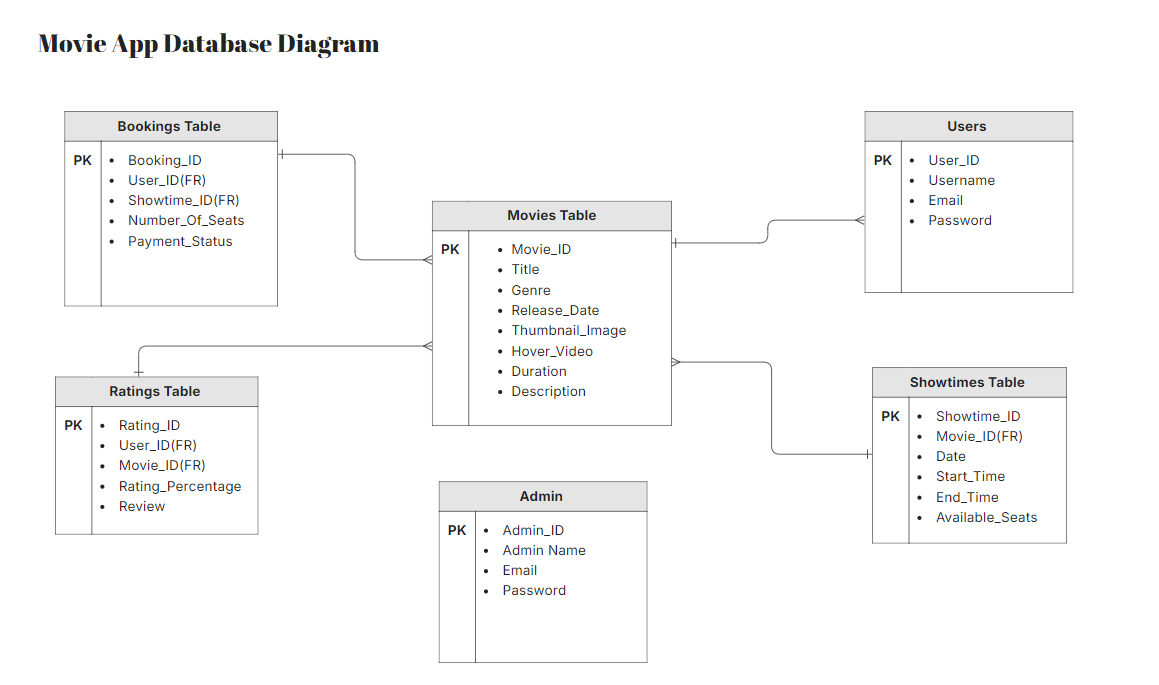 Movie App Database Diagram
Bookings Table
PK
Booking_ID
User_ID(FR)
Showtime_ID(FR)
Number_Of_Seats
Payment_Status
Users
PK
User_ID
Username
Email
Password
Movies Table
PK
Movie_ID
Title
Genre
Release_Date
Thumbnail_Image
Hover_Video
Duration
Description
Ratings Table
PK
Rating_ID
User_ID(FR)
Movie_ID(FR)
Rating_Percentage
Review
Showtimes Table
PK
Showtime_ID
Movie_ID(FR)
Date
Start_Time
End_Time
Available_Seats
Admin
PK
Admin_ID
Admin Name
Email
Password